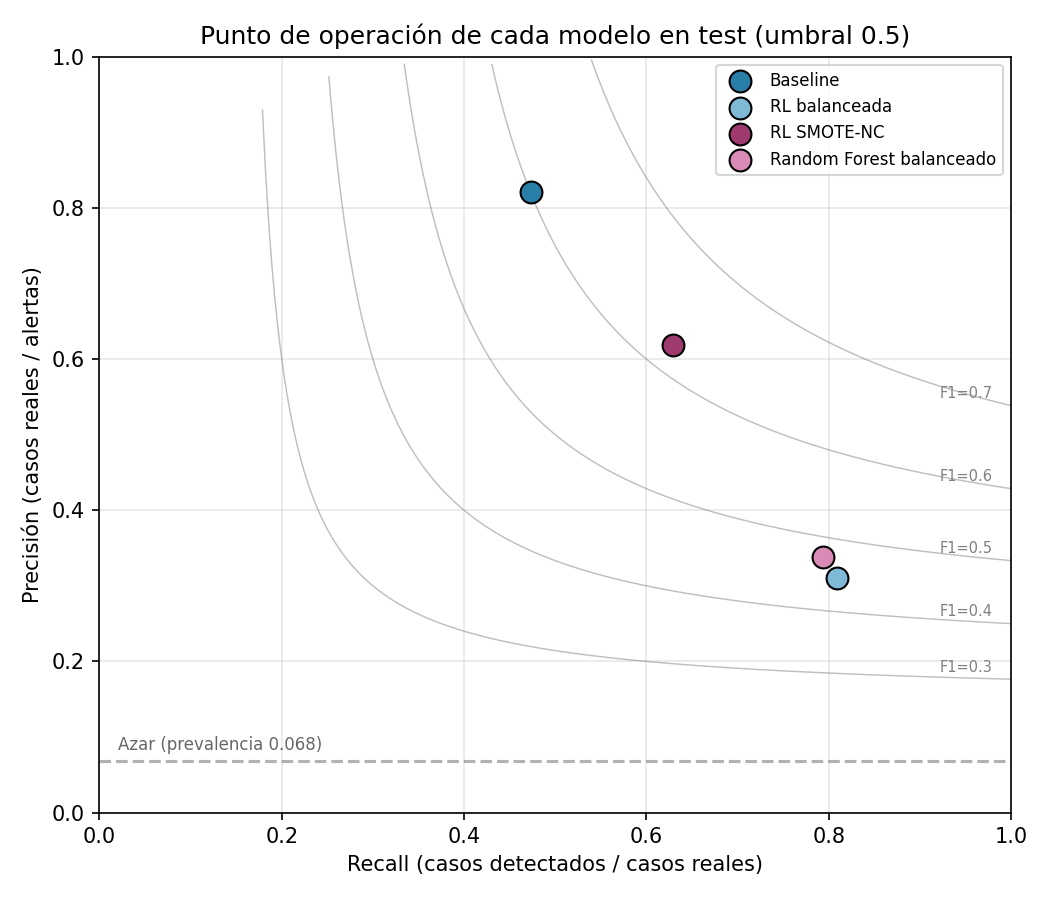 Punto de operación de cada modelo en test (umbral 0.5)
Baseline
RL balanceada
RL SMOTE-NC
Random Forest balanceado
1.0
0.8
0.6
0.4
0.2
0.0
Precisión (casos reales / alertas)
F1=0.7
F1=0.6
F1=0.5
F1=0.4
F1=0.3
Azar (prevalencia 0.068)
0.0 0.2 0.4 0.6 0.8 1.0
Recall (casos detectados / casos reales)